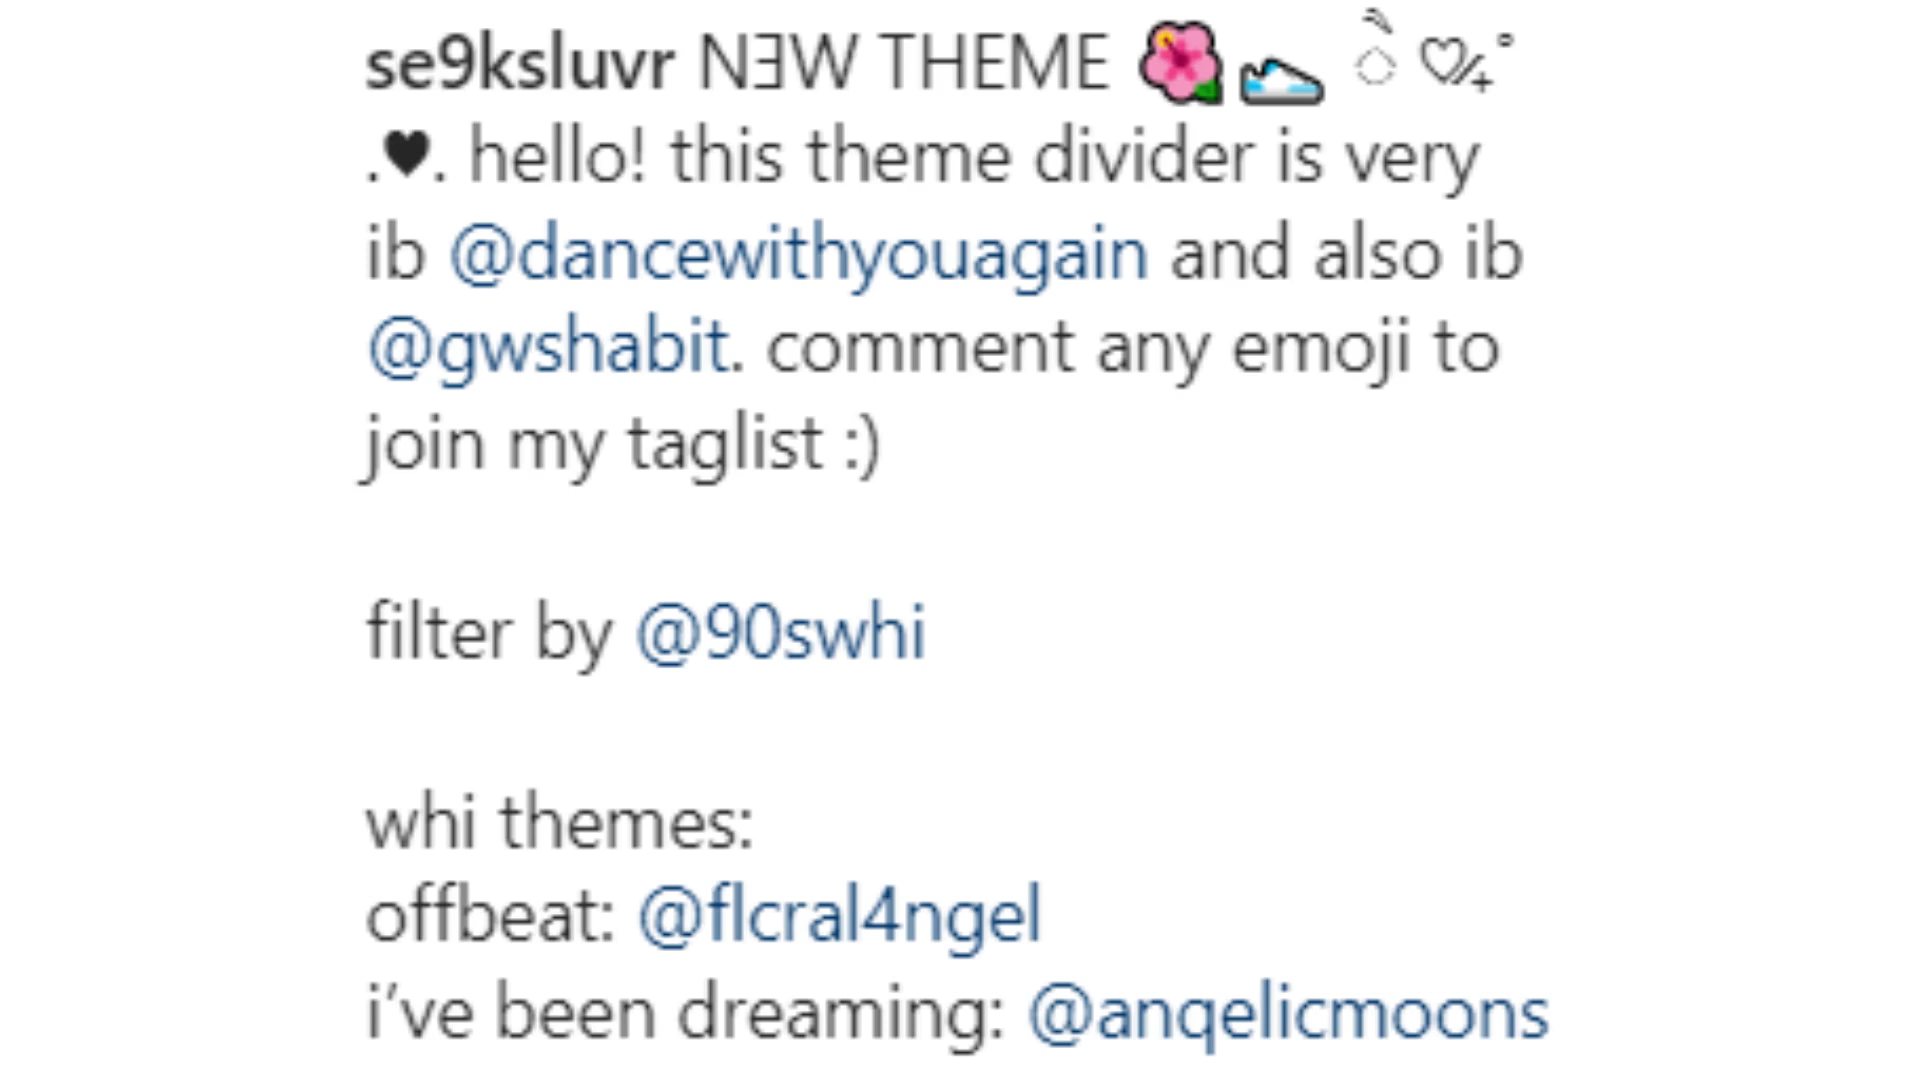 se9ksluvr NƎW THEME 🌺👟 ◌̀ ♡⁄₊˚
.♥. hello! this theme divider is very
ib @dancewithyouagain and also ib
@gwshabit. comment any emoji to
join my taglist :)
filter by @90swhi
whi themes:
offbeat: @flcral4ngel
i’ve been dreaming: @anqelicmoons